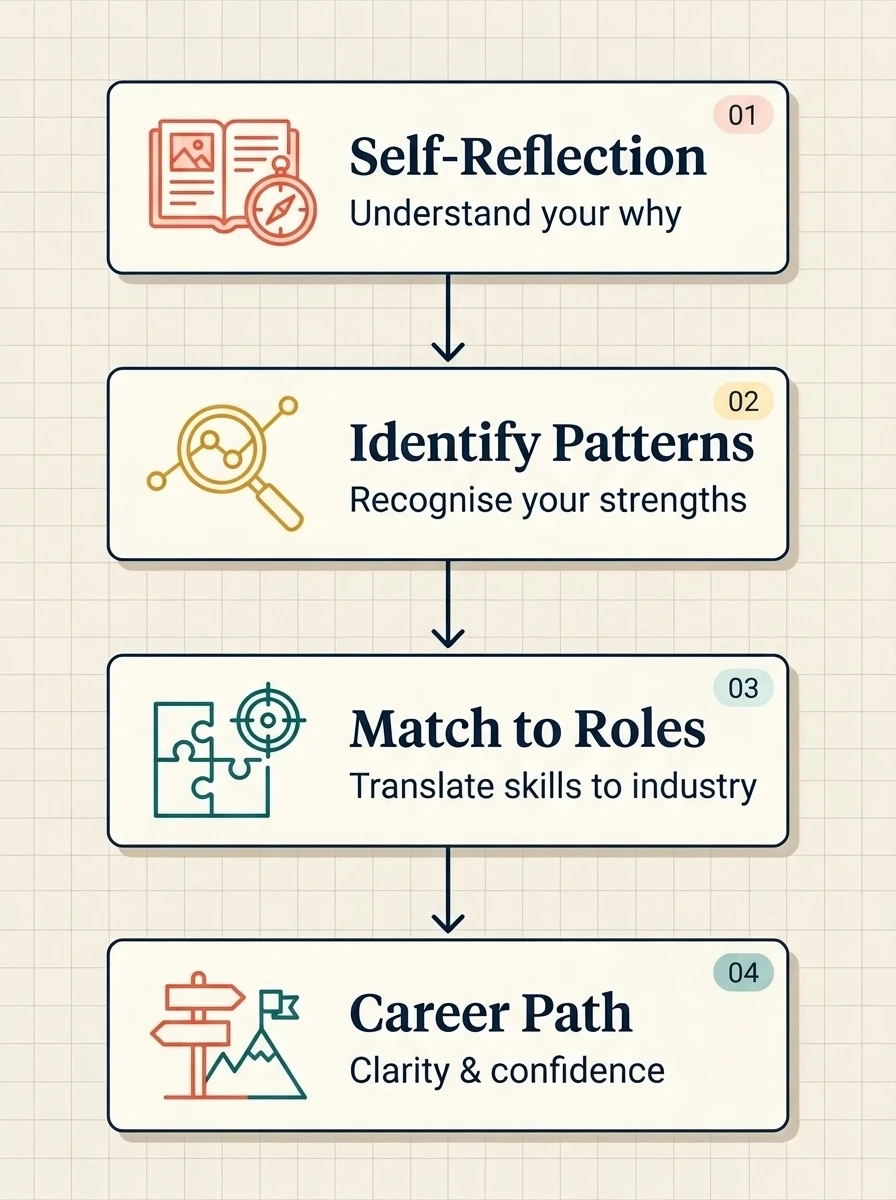 01
Self-Reflection
Understand your why
02
Identify Patterns
Recognise your strengths
03
Match to Roles
Translate skills to industry
04
Career Path
Clarity & confidence